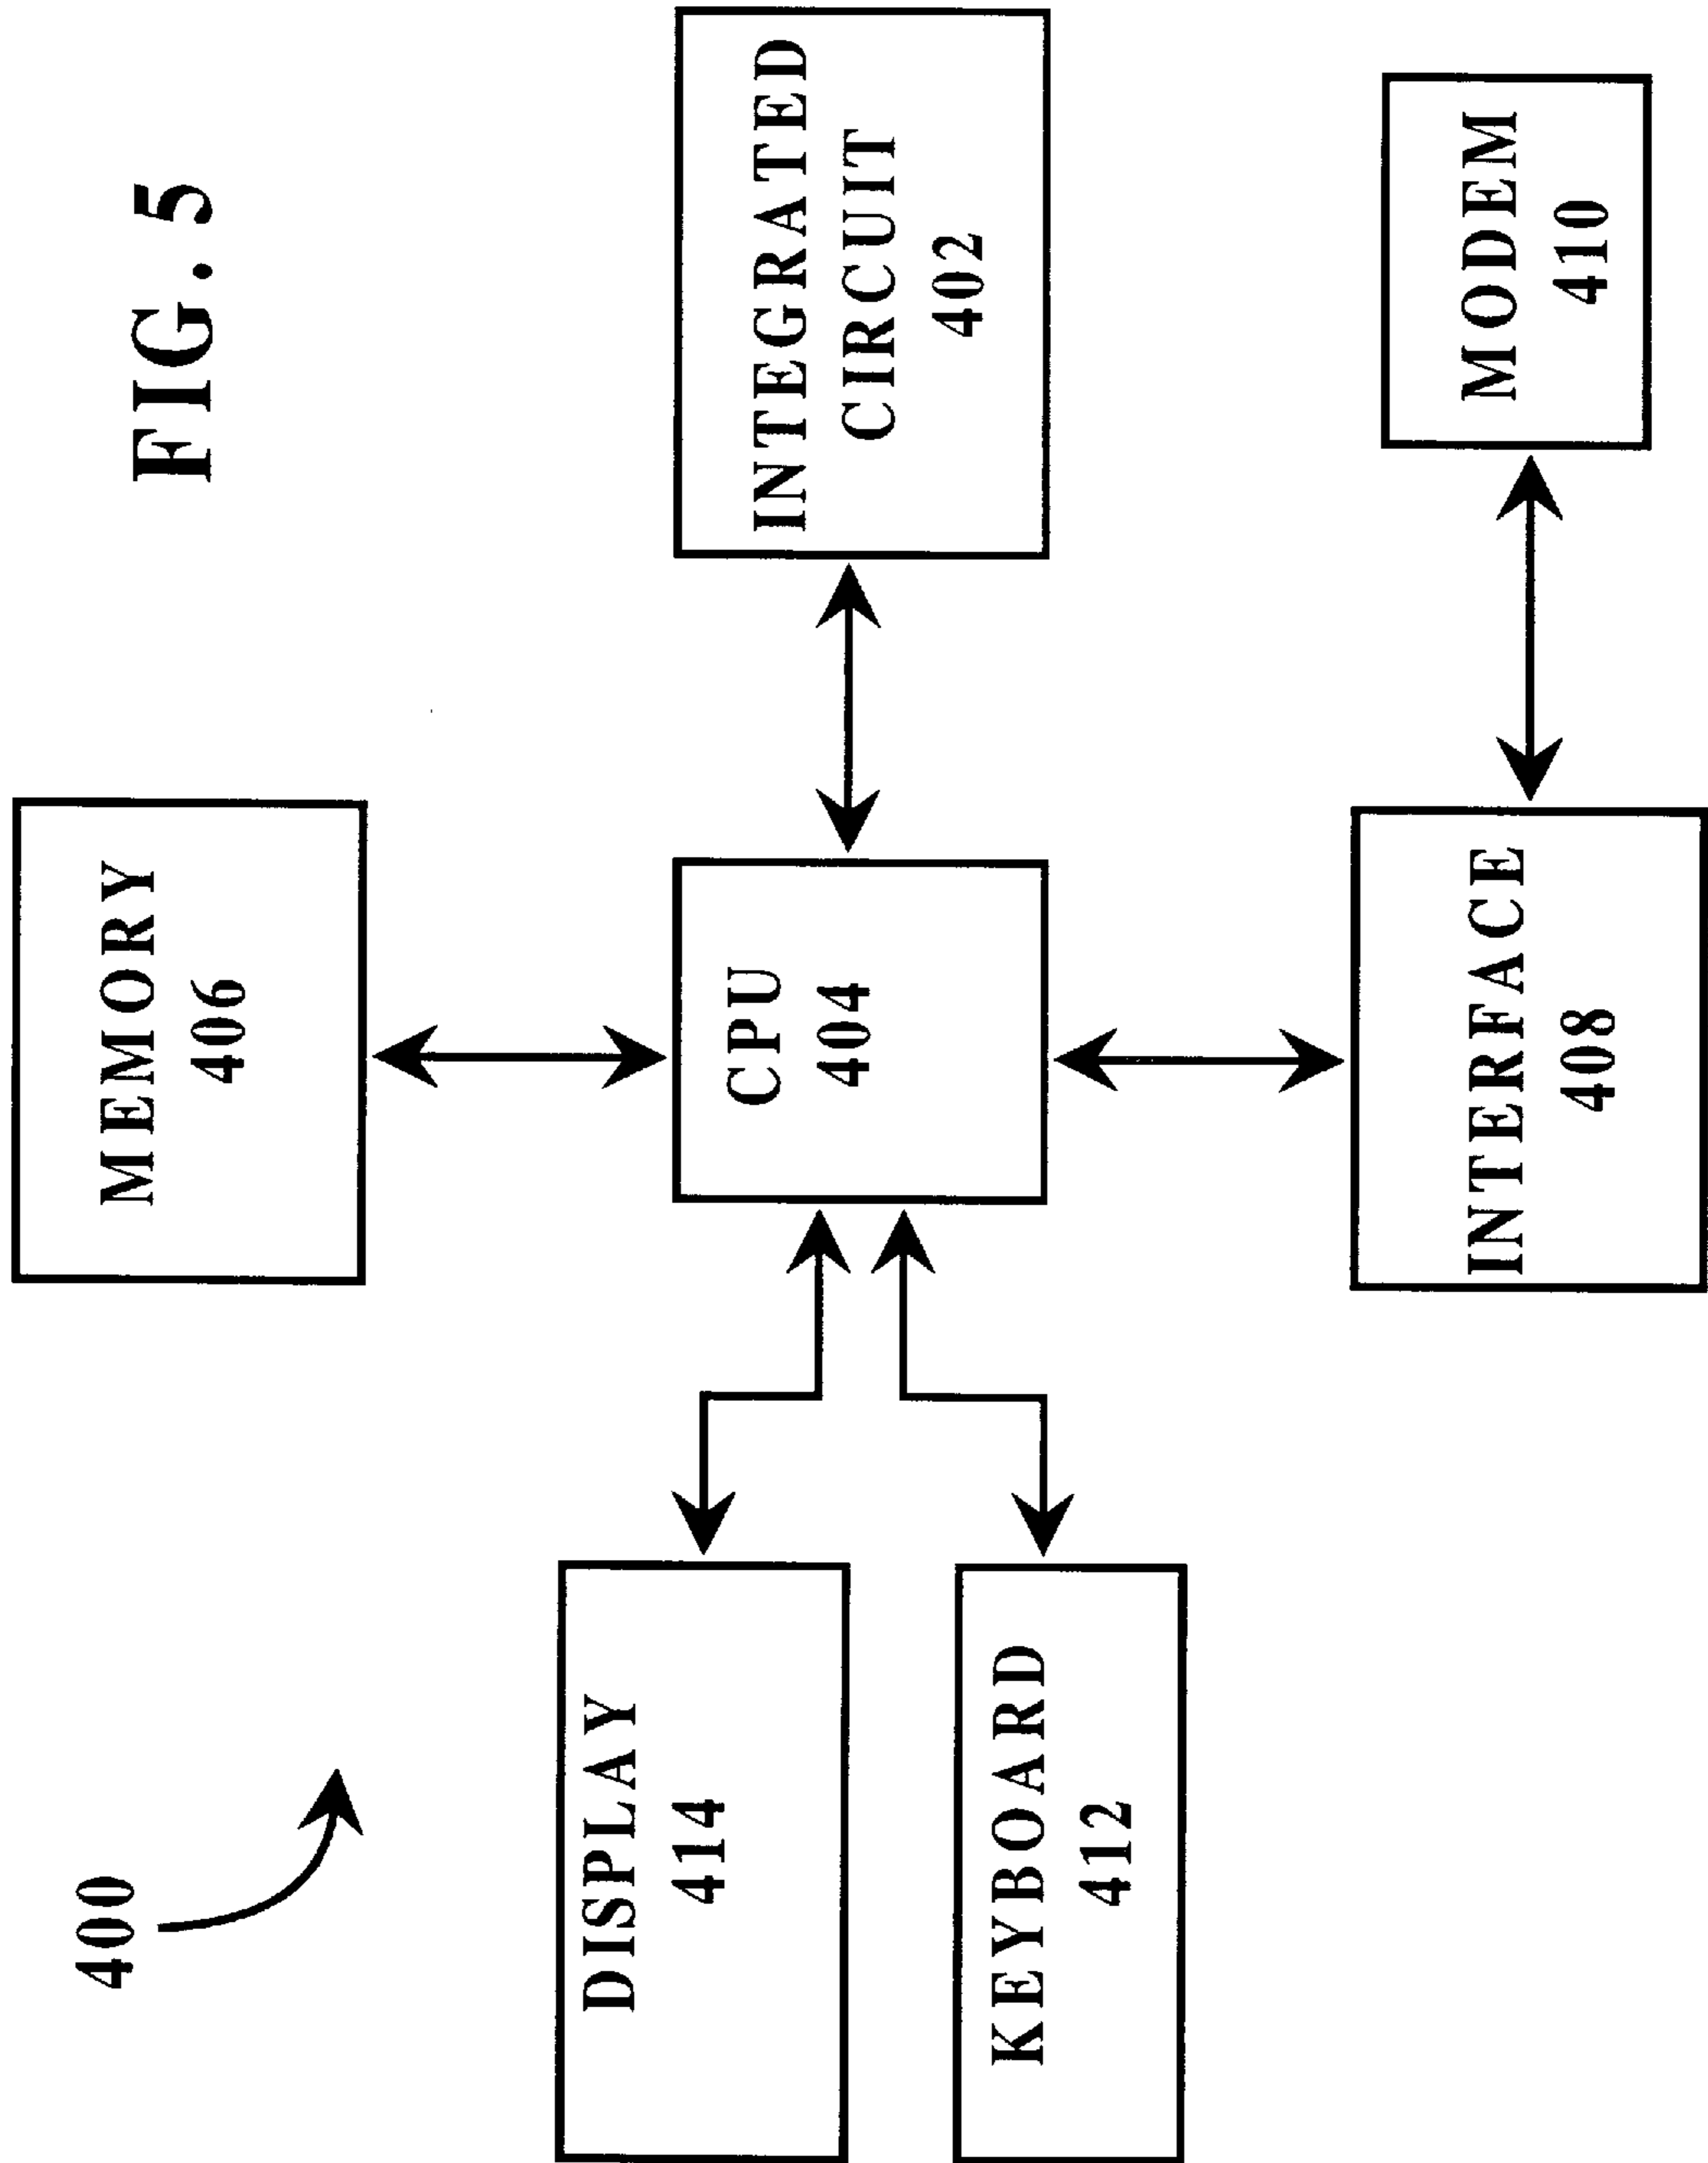 FIG. 5
400
MEMORY
406
DISPLAY
414
CPU
404
INTEGRATED
CIRCUIT
402
KEYBOARD
412
INTERFACE
408
MODEM
410